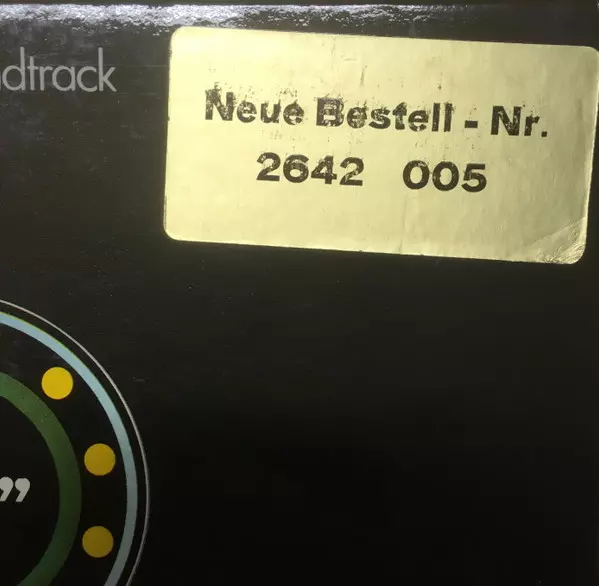 dtrack
Neue Bestell - Nr.
2642 005
”